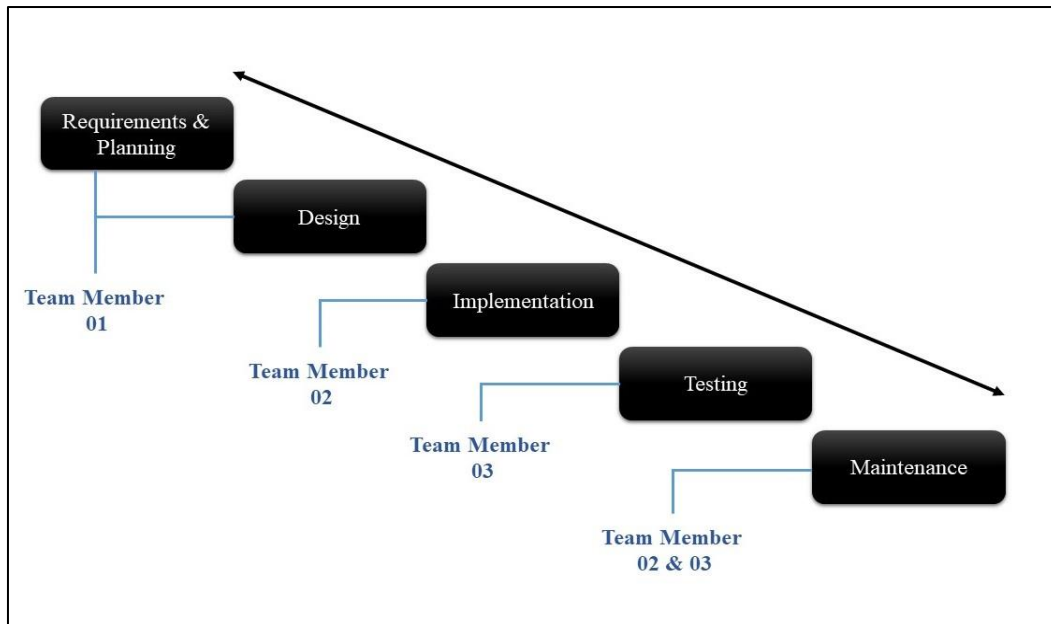 Requirements &
Planning
Design
Team Member
01
Implementation
Team Member
02
Testing
Team Member
03
Maintenance
Team Member
02 & 03